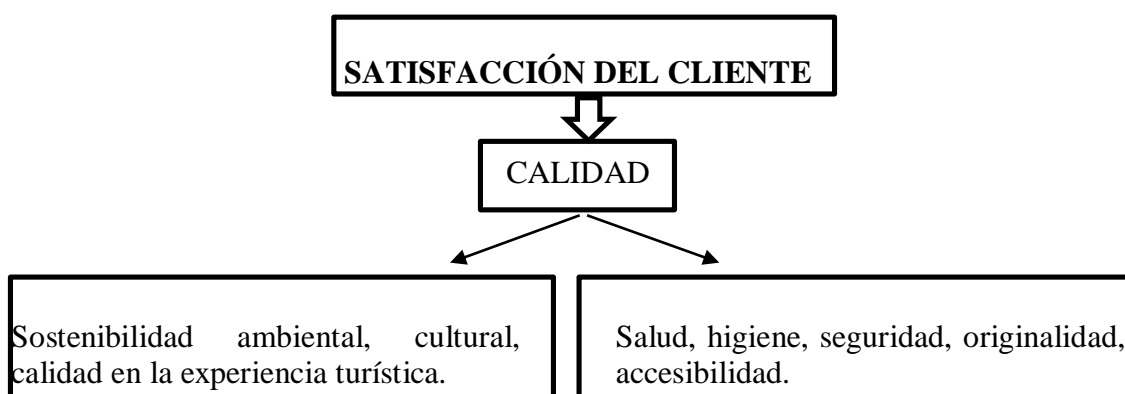 SATISFACCIÓN DEL CLIENTE
CALIDAD
Sostenibilidad ambiental, cultural,
calidad en la experiencia turística.
Salud, higiene, seguridad, originalidad,
accesibilidad.